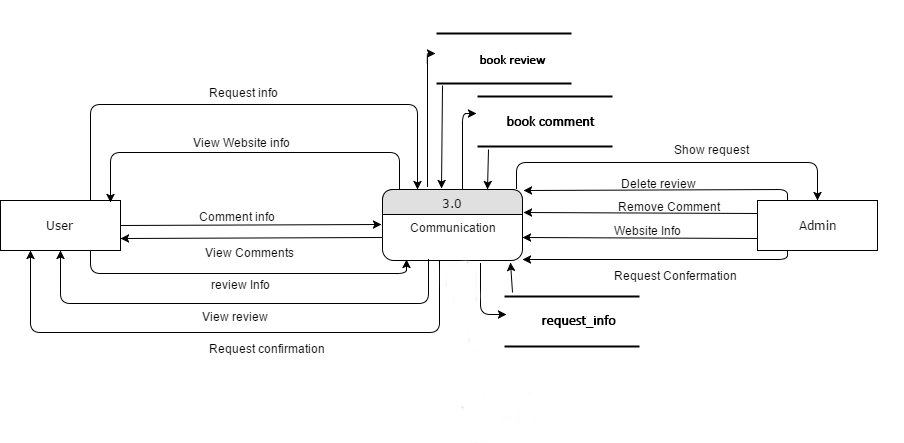 book review
Request info
book comment
View Website info
Show request
Delete review
3.0
Remove Comment
Comment info
User
Communication
Website Info
Admin
View Comments
Request Confermation
review Info
View review
request_info
Request confirmation